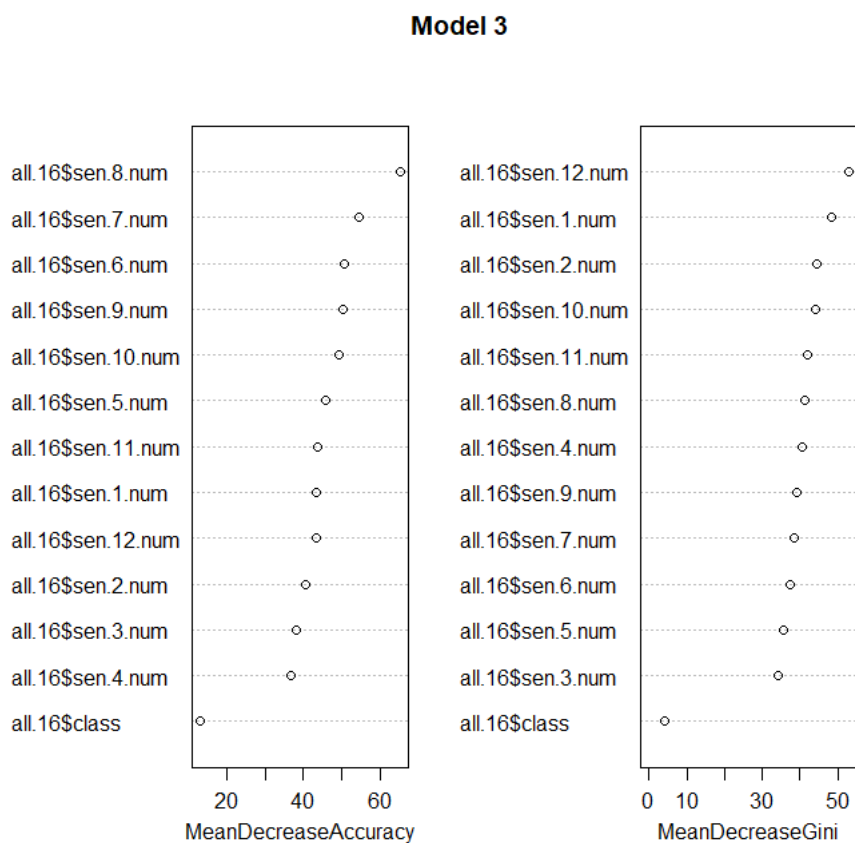 Model 3
all.16$sen.8.num
all.16$sen.7.num
all.16$sen.6.num
all.16$sen.9.num
all.16$sen.10.num
all.16$sen.5.num
all.16$sen.11.num
all.16$sen.1.num
all.16$sen.12.num
all.16$sen.2.num
all.16$sen.3.num
all.16$sen.4.num
all.16$class
20 40 60
MeanDecreaseAccuracy
all.16$sen.12.num
all.16$sen.1.num
all.16$sen.2.num
all.16$sen.10.num
all.16$sen.11.num
all.16$sen.8.num
all.16$sen.4.num
all.16$sen.9.num
all.16$sen.7.num
all.16$sen.6.num
all.16$sen.5.num
all.16$sen.3.num
all.16$class
0 10 30 50
MeanDecreaseGini